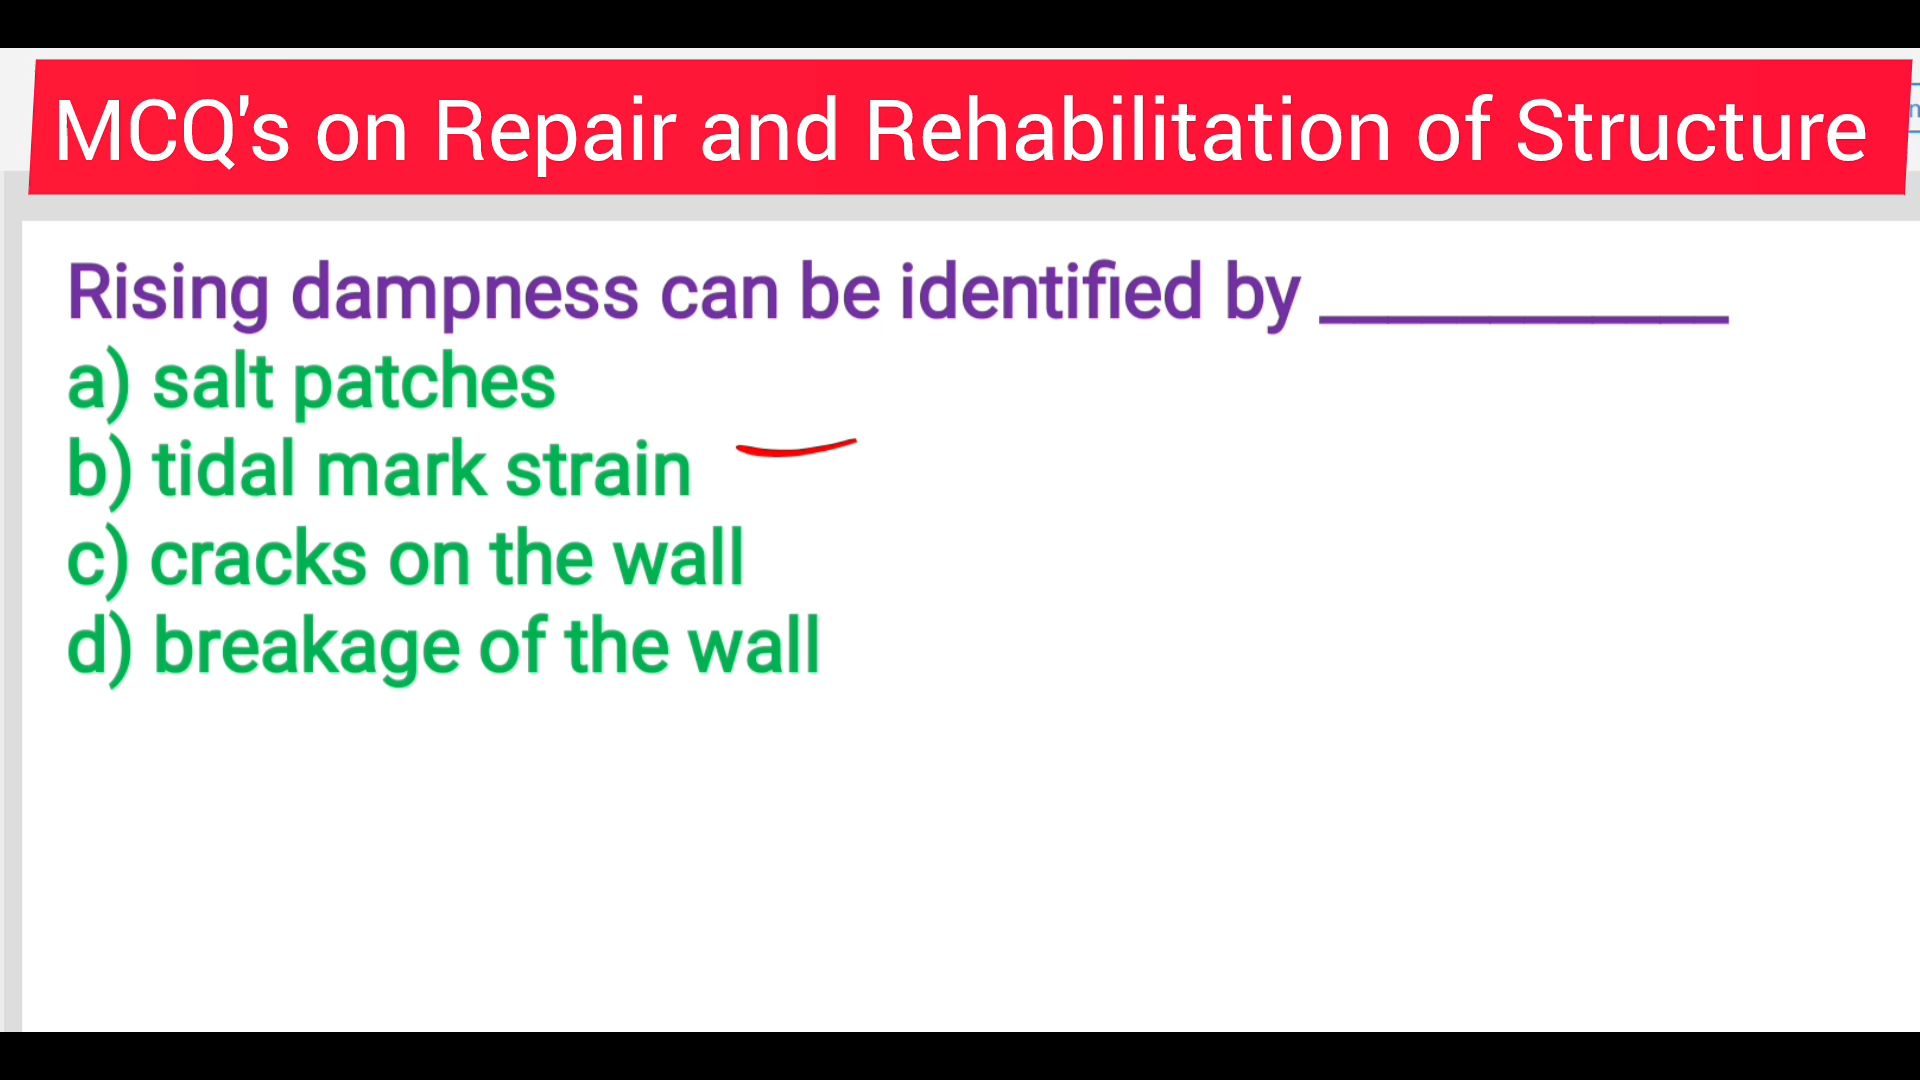 MCQ's on Repair and Rehabilitation of Structure
Rising dampness can be identified by ____________
a) salt patches
b) tidal mark strain
c) cracks on the wall
d) breakage of the wall